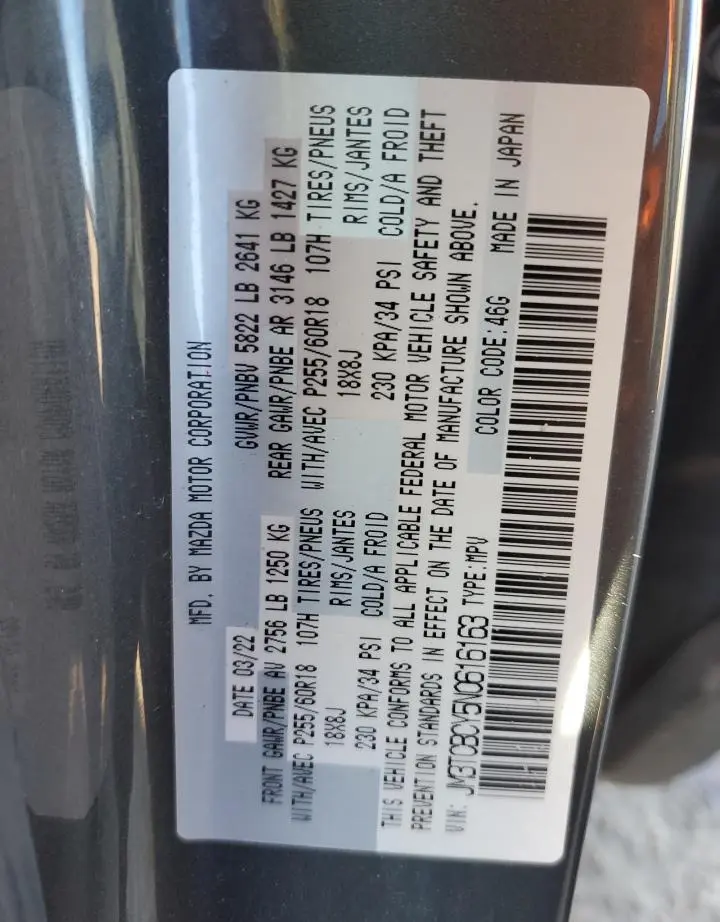 MFD. BY MAZDA MOTOR CORPORATION
DATE 03/22 GVWR/PNBV 5822 LB 2641 KG
FRONT GAWR/PNBE AV 2756 LB 1250 KG REAR GAWR/PNBE AR 3146 LB 1427 KG
WITH/AVEC P255/60R18 107H TIRES/PNEUS WITH/AVEC P255/60R18 107H TIRES/PNEUS
18X8J RIMS/JANTES 18X8J RIMS/JANTES
230 KPA/34 PSI COLD/A FROID 230 KPA/34 PSI COLD/A FROID
THIS VEHICLE CONFORMS TO ALL APPLICABLE FEDERAL MOTOR VEHICLE SAFETY AND THEFT
PREVENTION STANDARDS IN EFFECT ON THE DATE OF MANUFACTURE SHOWN ABOVE.
VIN: JM3TCBCY5N0616163 TYPE:MPV COLOR CODE:46G MADE IN JAPAN